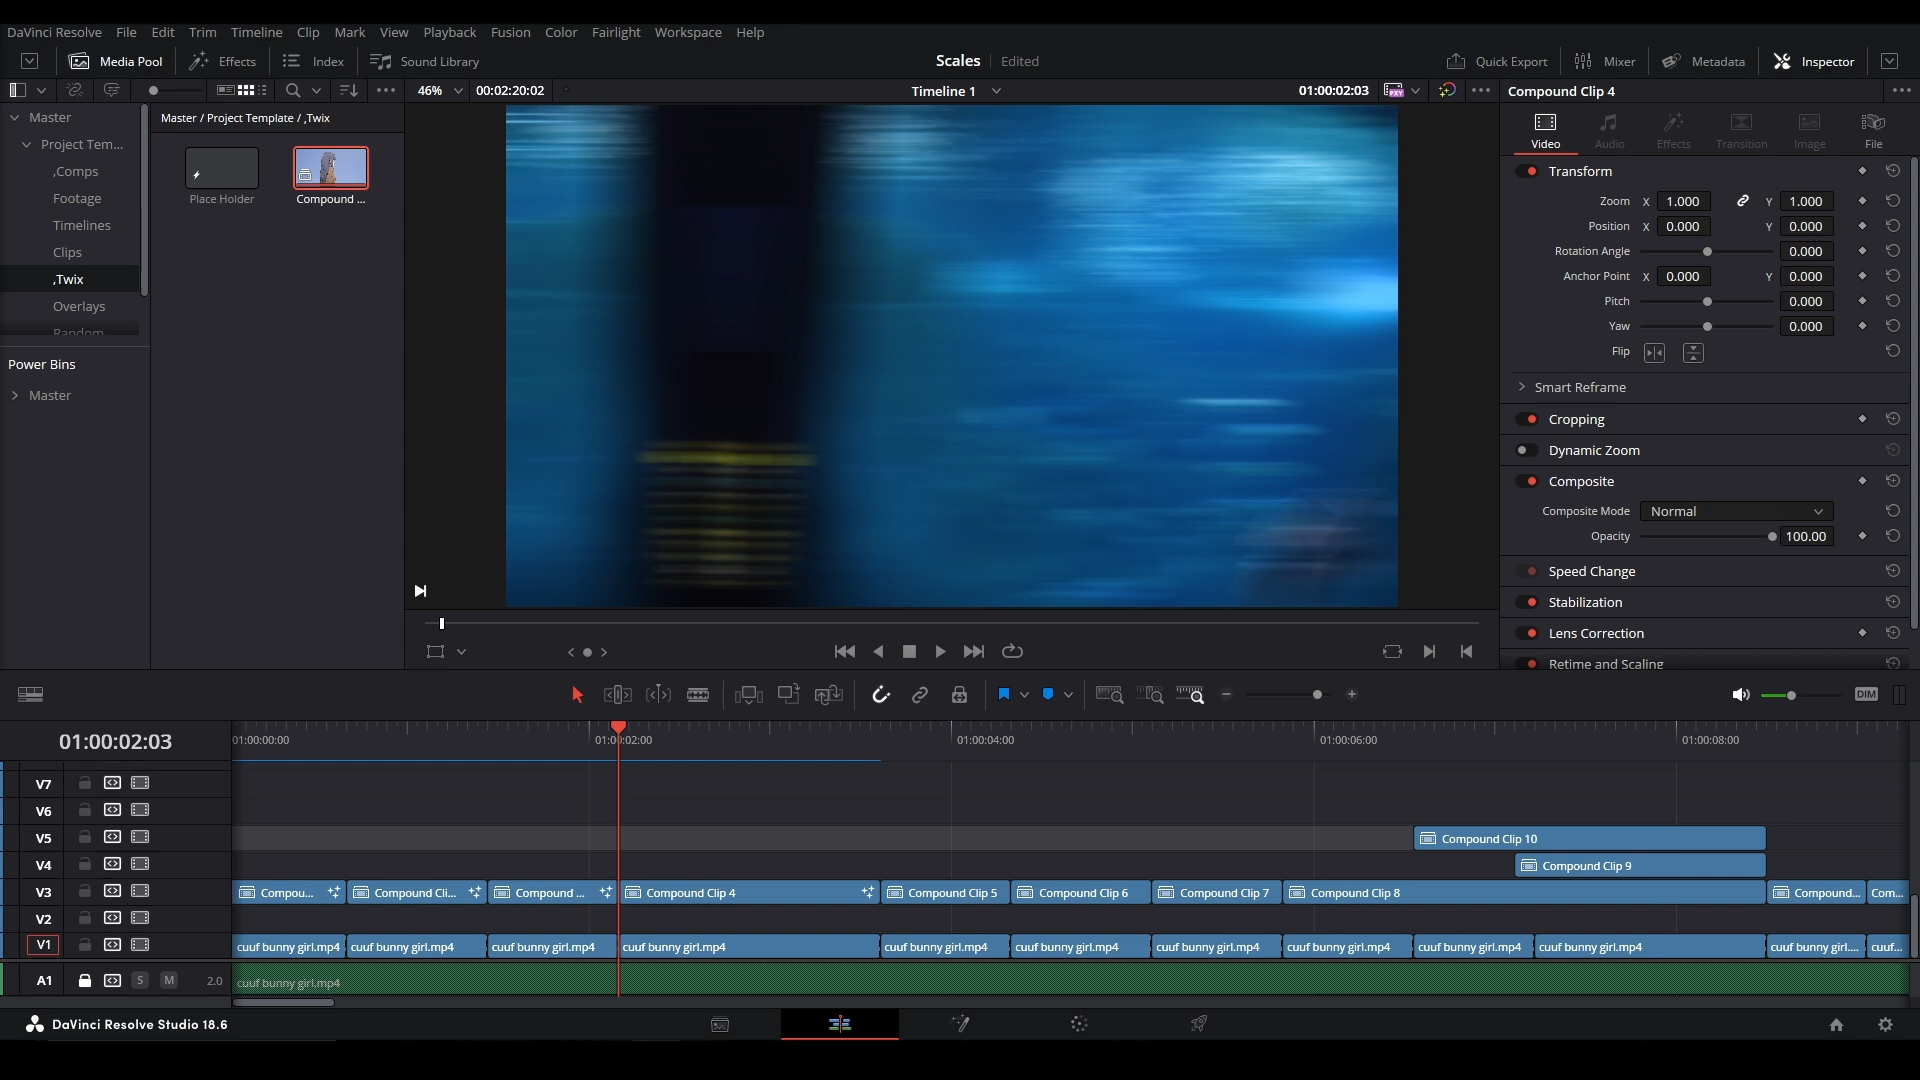 DaVinci Resolve File Edit Trim Timeline Clip Mark View Playback Fusion Color Fairlight Workspace Help
Media Pool Effects Index Sound Library Scales Edited Quick Export Mixer Metadata Inspector
46% 00:02:20:02 Timeline 1 01:00:02:03 PXY Compound Clip 4
Master
Project Tem...
,Comps
Footage
Timelines
Clips
,Twix
Overlays
Random
Power Bins
Master
Master / Project Template / ,Twix
Place Holder Compound ...
Video Audio Effects Transition Image File
Transform
Zoom X 1.000 Y 1.000
Position X 0.000 Y 0.000
Rotation Angle 0.000
Anchor Point X 0.000 Y 0.000
Pitch 0.000
Yaw 0.000
Flip
Smart Reframe
Cropping
Dynamic Zoom
Composite
Composite Mode Normal
Opacity 100.00
Speed Change
Stabilization
Lens Correction
Retime and Scaling
DIM
01:00:02:03 01:00:00:00 01:00:02:00 01:00:04:00 01:00:06:00 01:00:08:00
V7
V6
V5 Compound Clip 10
V4 Compound Clip 9
V3 Compou... Compound Cli... Compound ... Compound Clip 4 Compound Clip 5 Compound Clip 6 Compound Clip 7 Compound Clip 8 Compound... Com...
V2
V1 cuuf bunny girl.mp4 cuuf bunny girl.mp4 cuuf bunny girl.mp4 cuuf bunny girl.mp4 cuuf bunny girl.mp4 cuuf bunny girl.mp4 cuuf bunny girl.mp4 cuuf bunny girl.mp4 cuuf bunny girl.mp4 cuuf bunny girl.mp4 cuuf bunny girl.... cuuf...
A1 S M 2.0 cuuf bunny girl.mp4
DaVinci Resolve Studio 18.6